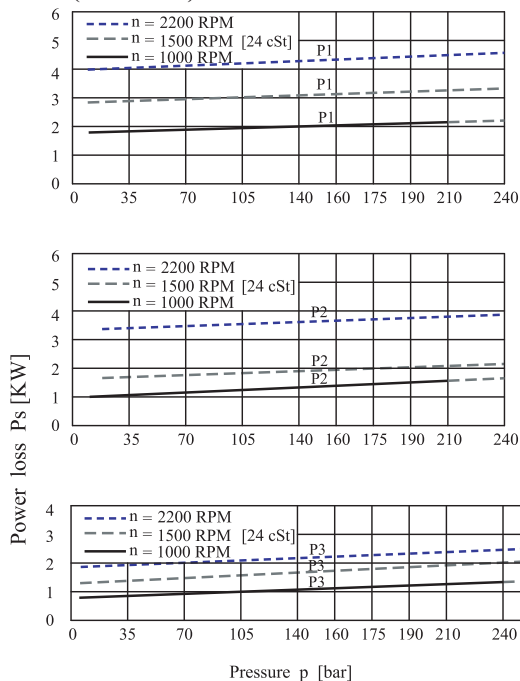 n = 2200 RPM
n = 1500 RPM [24 cSt]
n = 1000 RPM
P1
P1
P1
6
5
4
3
2
1
0
0 35 70 105 140 160 175 190 210 240
n = 2200 RPM
n = 1500 RPM [24 cSt]
n = 1000 RPM
P2
P2
P2
6
5
4
3
2
1
0
0 35 70 105 140 160 175 190 210 240
Power loss Ps [KW]
n = 2200 RPM
n = 1500 RPM [24 cSt]
n = 1000 RPM
P3
P3
P3
4
3
2
1
0
0 35 70 105 140 160 175 190 210 240
Pressure p [bar]